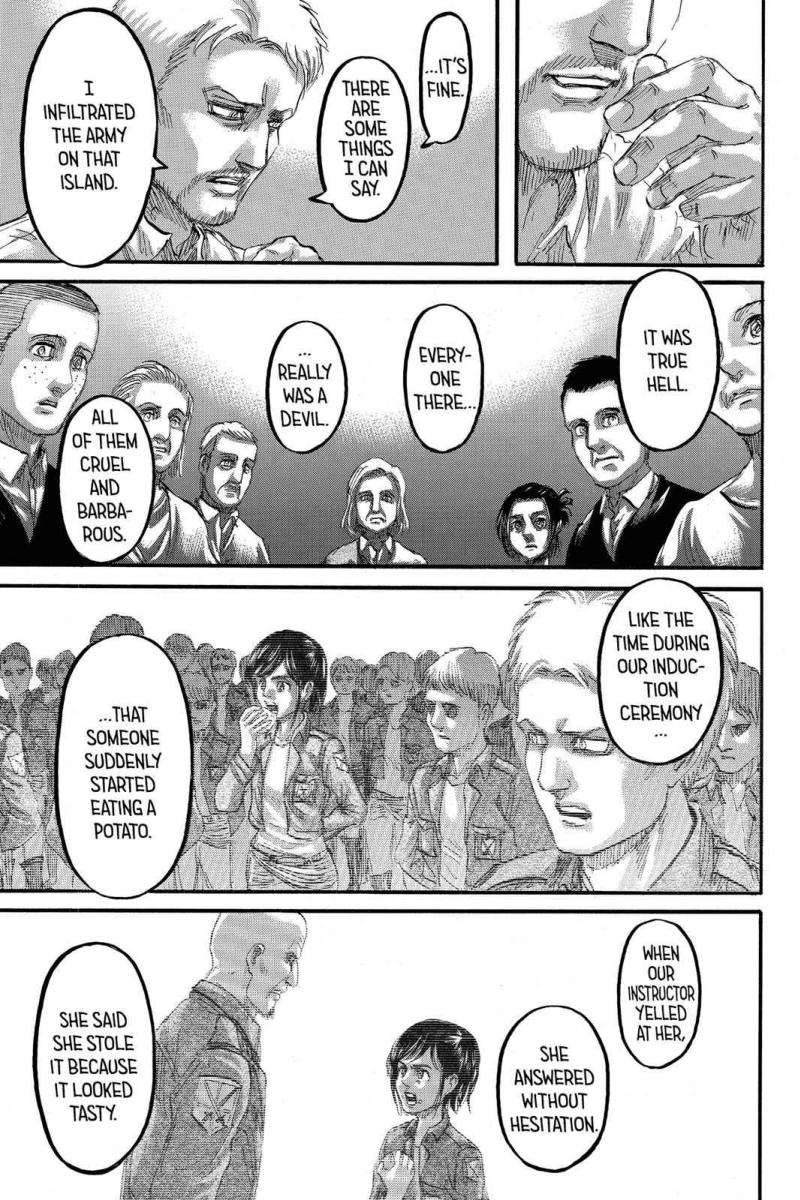 ...IT'S
FINE.
THERE
ARE
SOME
THINGS
I CAN
SAY.
I
INFILTRATED
THE ARMY
ON THAT
ISLAND.
IT WAS
TRUE
HELL.
EVERY-
ONE
THERE...
...
REALLY
WAS A
DEVIL.
ALL
OF THEM
CRUEL
AND
BARBA-
ROUS.
LIKE THE
TIME DURING
OUR INDUC-
TION
CEREMONY
...
...THAT
SOMEONE
SUDDENLY
STARTED
EATING A
POTATO.
WHEN
OUR
INSTRUCTOR
YELLED
AT HER,
SHE
ANSWERED
WITHOUT
HESITATION.
SHE SAID
SHE STOLE
IT BECAUSE
IT LOOKED
TASTY.